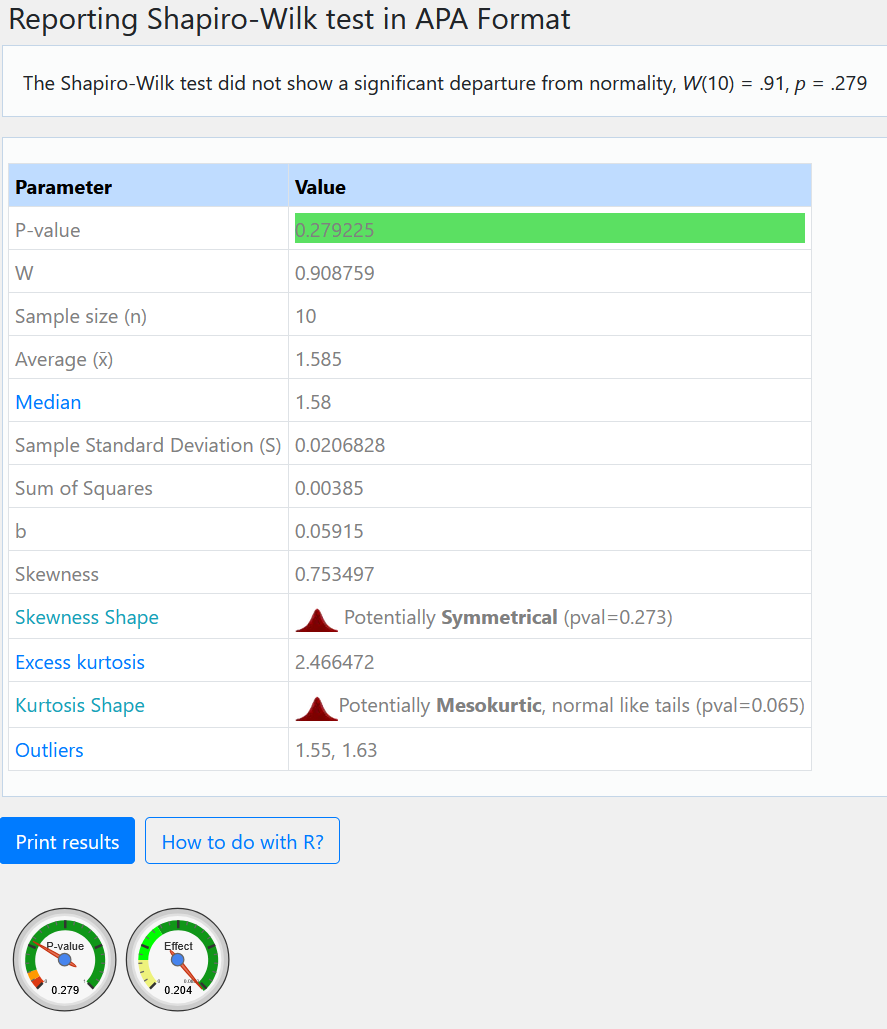 Reporting Shapiro-Wilk test in APA Format
The Shapiro-Wilk test did not show a significant departure from normality, W(10) = .91, p = .279
Parameter Value
P-value 0.279225
W 0.908759
Sample size (n) 10
Average (x̄) 1.585
Median 1.58
Sample Standard Deviation (S) 0.0206828
Sum of Squares 0.00385
b 0.05915
Skewness 0.753497
Skewness Shape Potentially Symmetrical (pval=0.273)
Excess kurtosis 2.466472
Kurtosis Shape Potentially Mesokurtic, normal like tails (pval=0.065)
Outliers 1.55, 1.63
Print results How to do with R?
P-value Effect
0.279 0.204